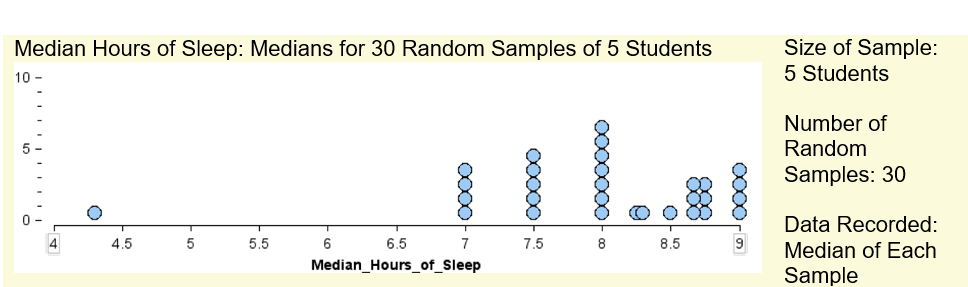 Median Hours of Sleep: Medians for 30 Random Samples of 5 Students
10
5
0
4 4.5 5 5.5 6 6.5 7 7.5 8 8.5 9
Median_Hours_of_Sleep
Size of Sample:
5 Students
Number of
Random
Samples: 30
Data Recorded:
Median of Each
Sample